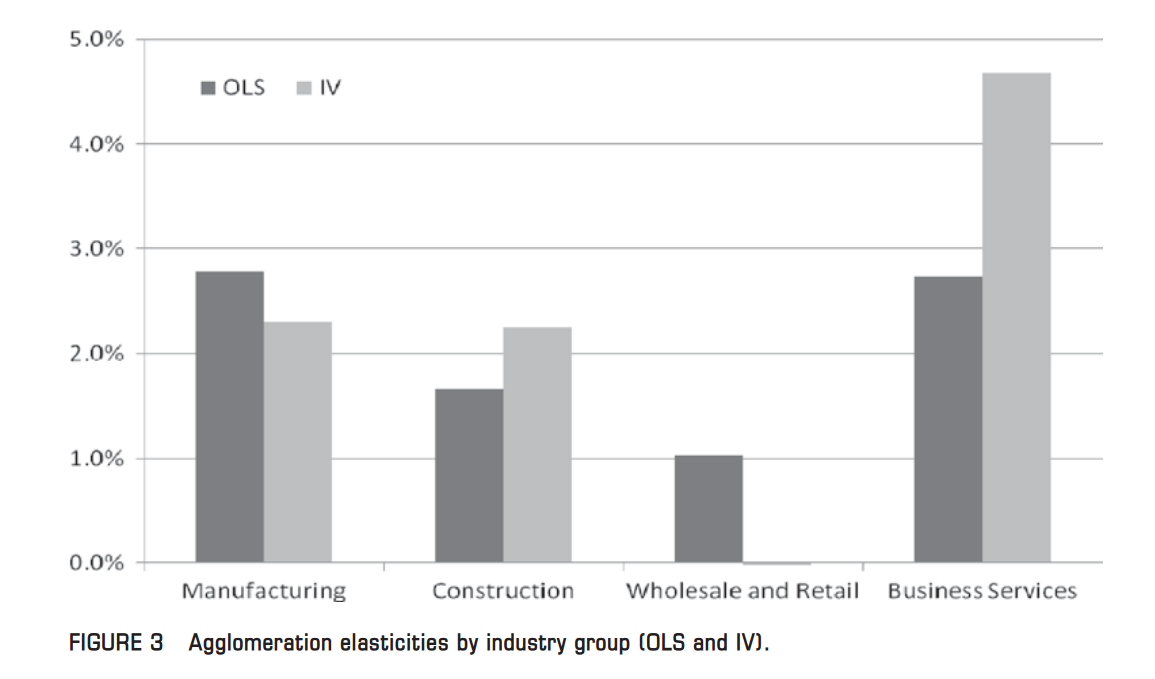 5.0%
OLS IV
4.0%
3.0%
2.0%
1.0%
0.0%
Manufacturing Construction Wholesale and Retail Business Services
FIGURE 3 Agglomeration elasticities by industry group (OLS and IV).